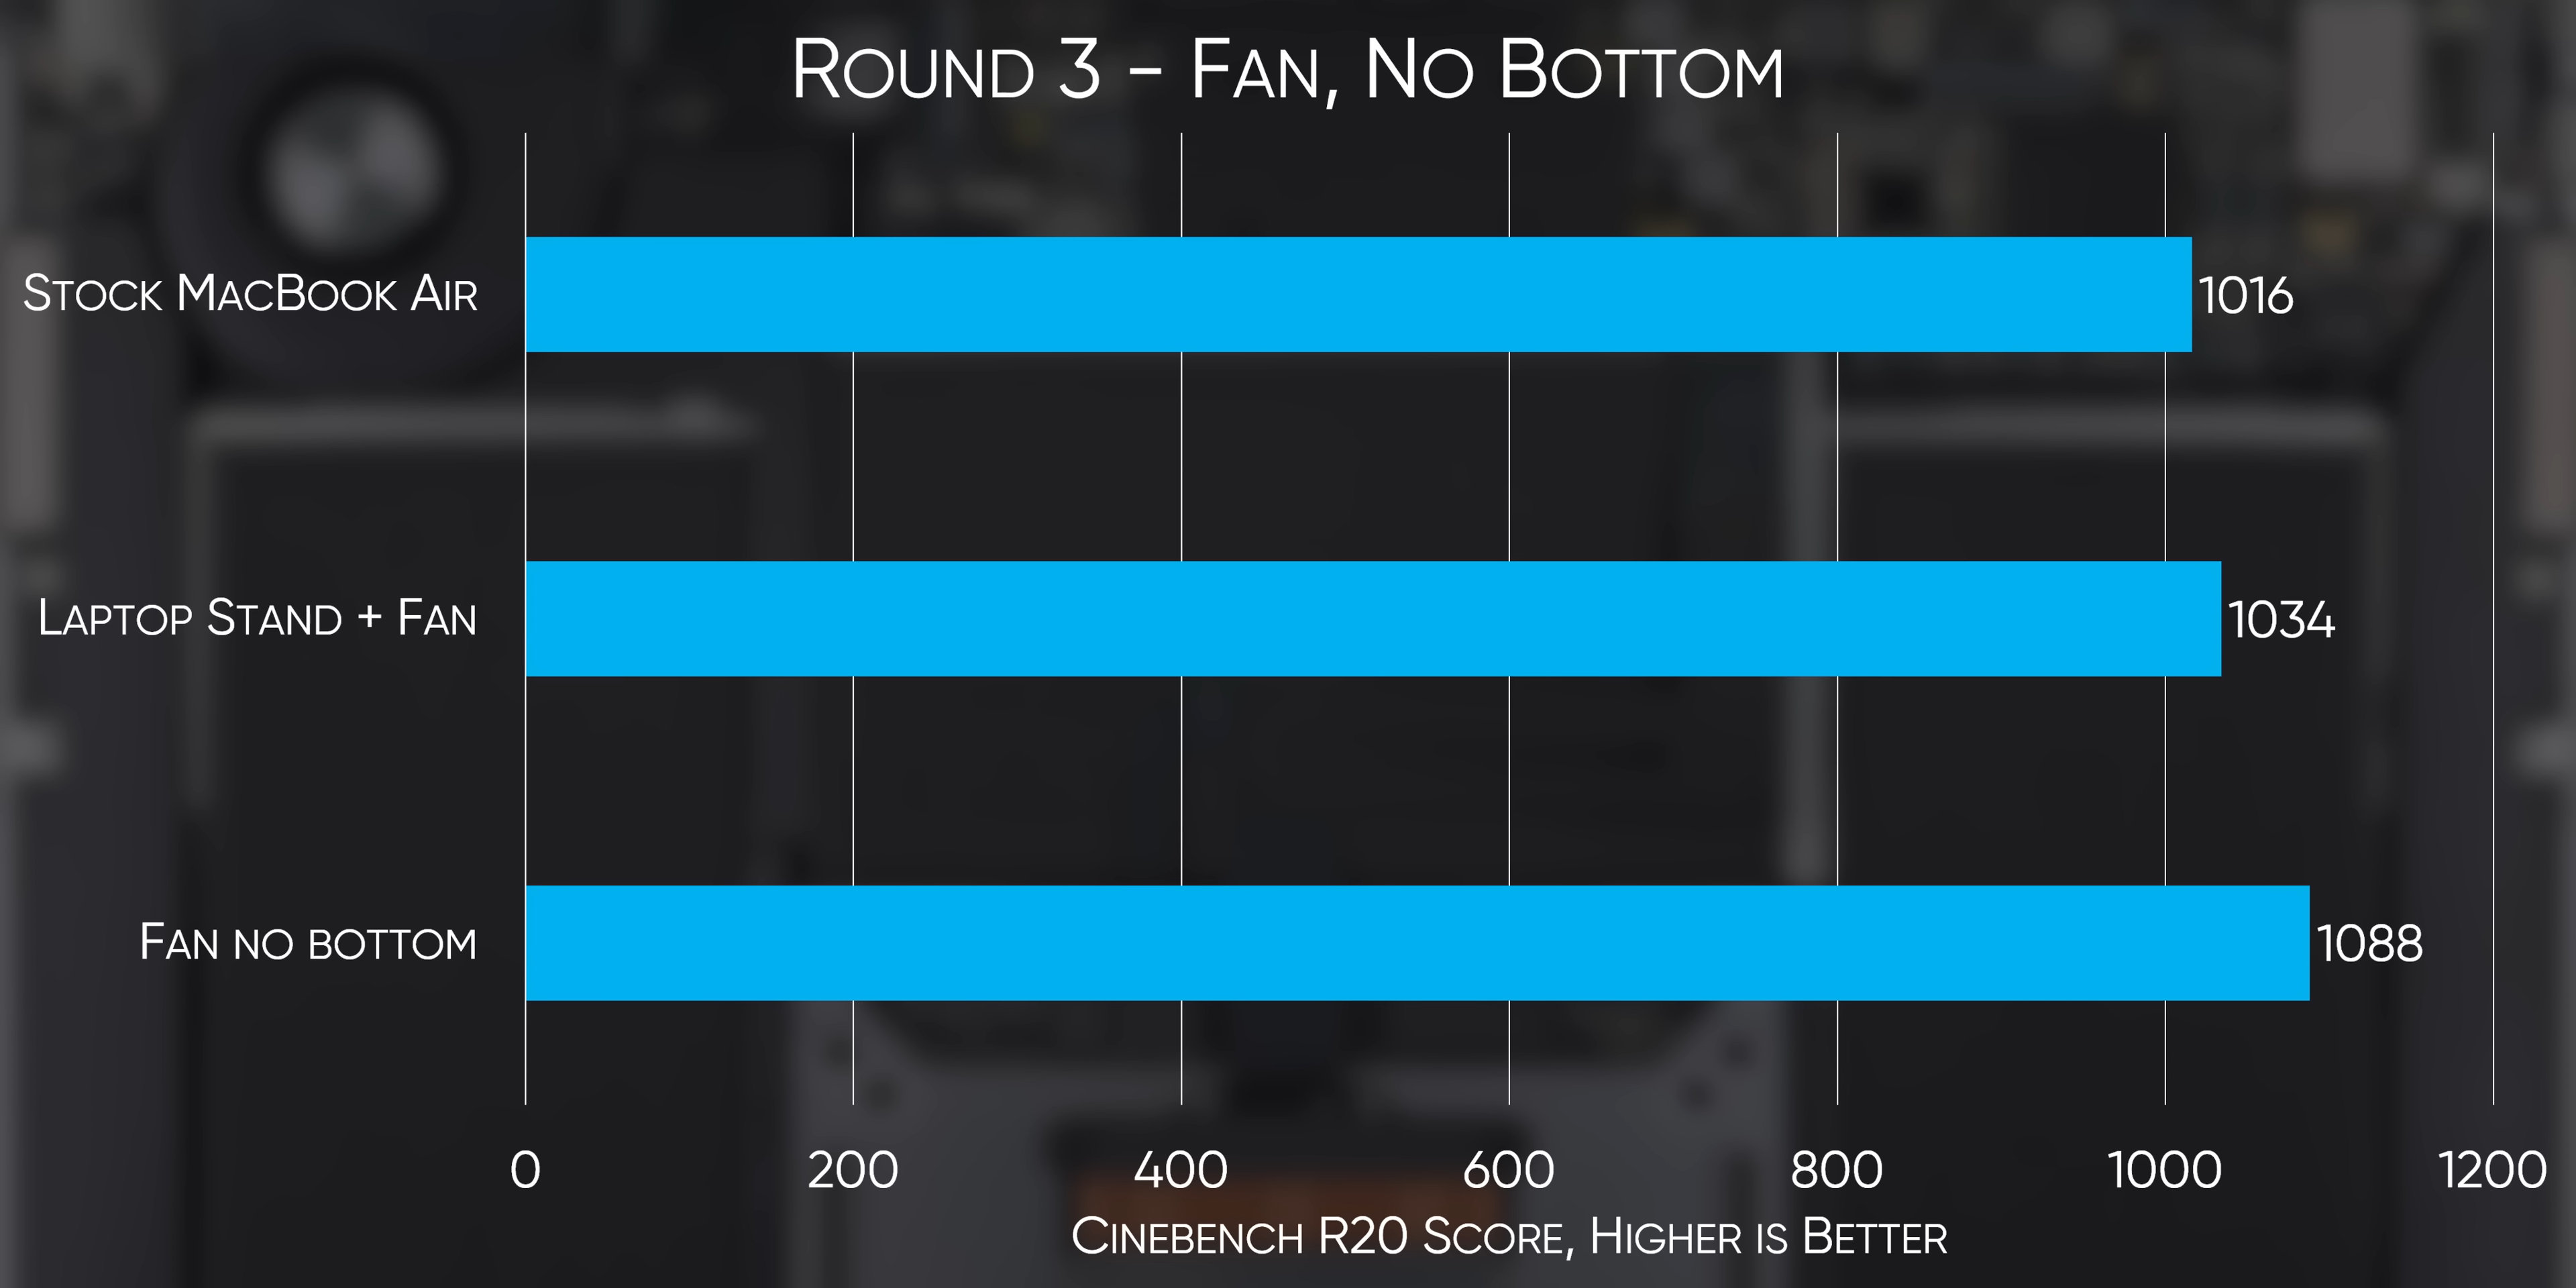 Round 3 - Fan, No Bottom
Stock MacBook Air
1016
Laptop Stand + Fan
1034
Fan no bottom
1088
0 200 400 600 800 1000 1200
Cinebench R20 Score, Higher is Better